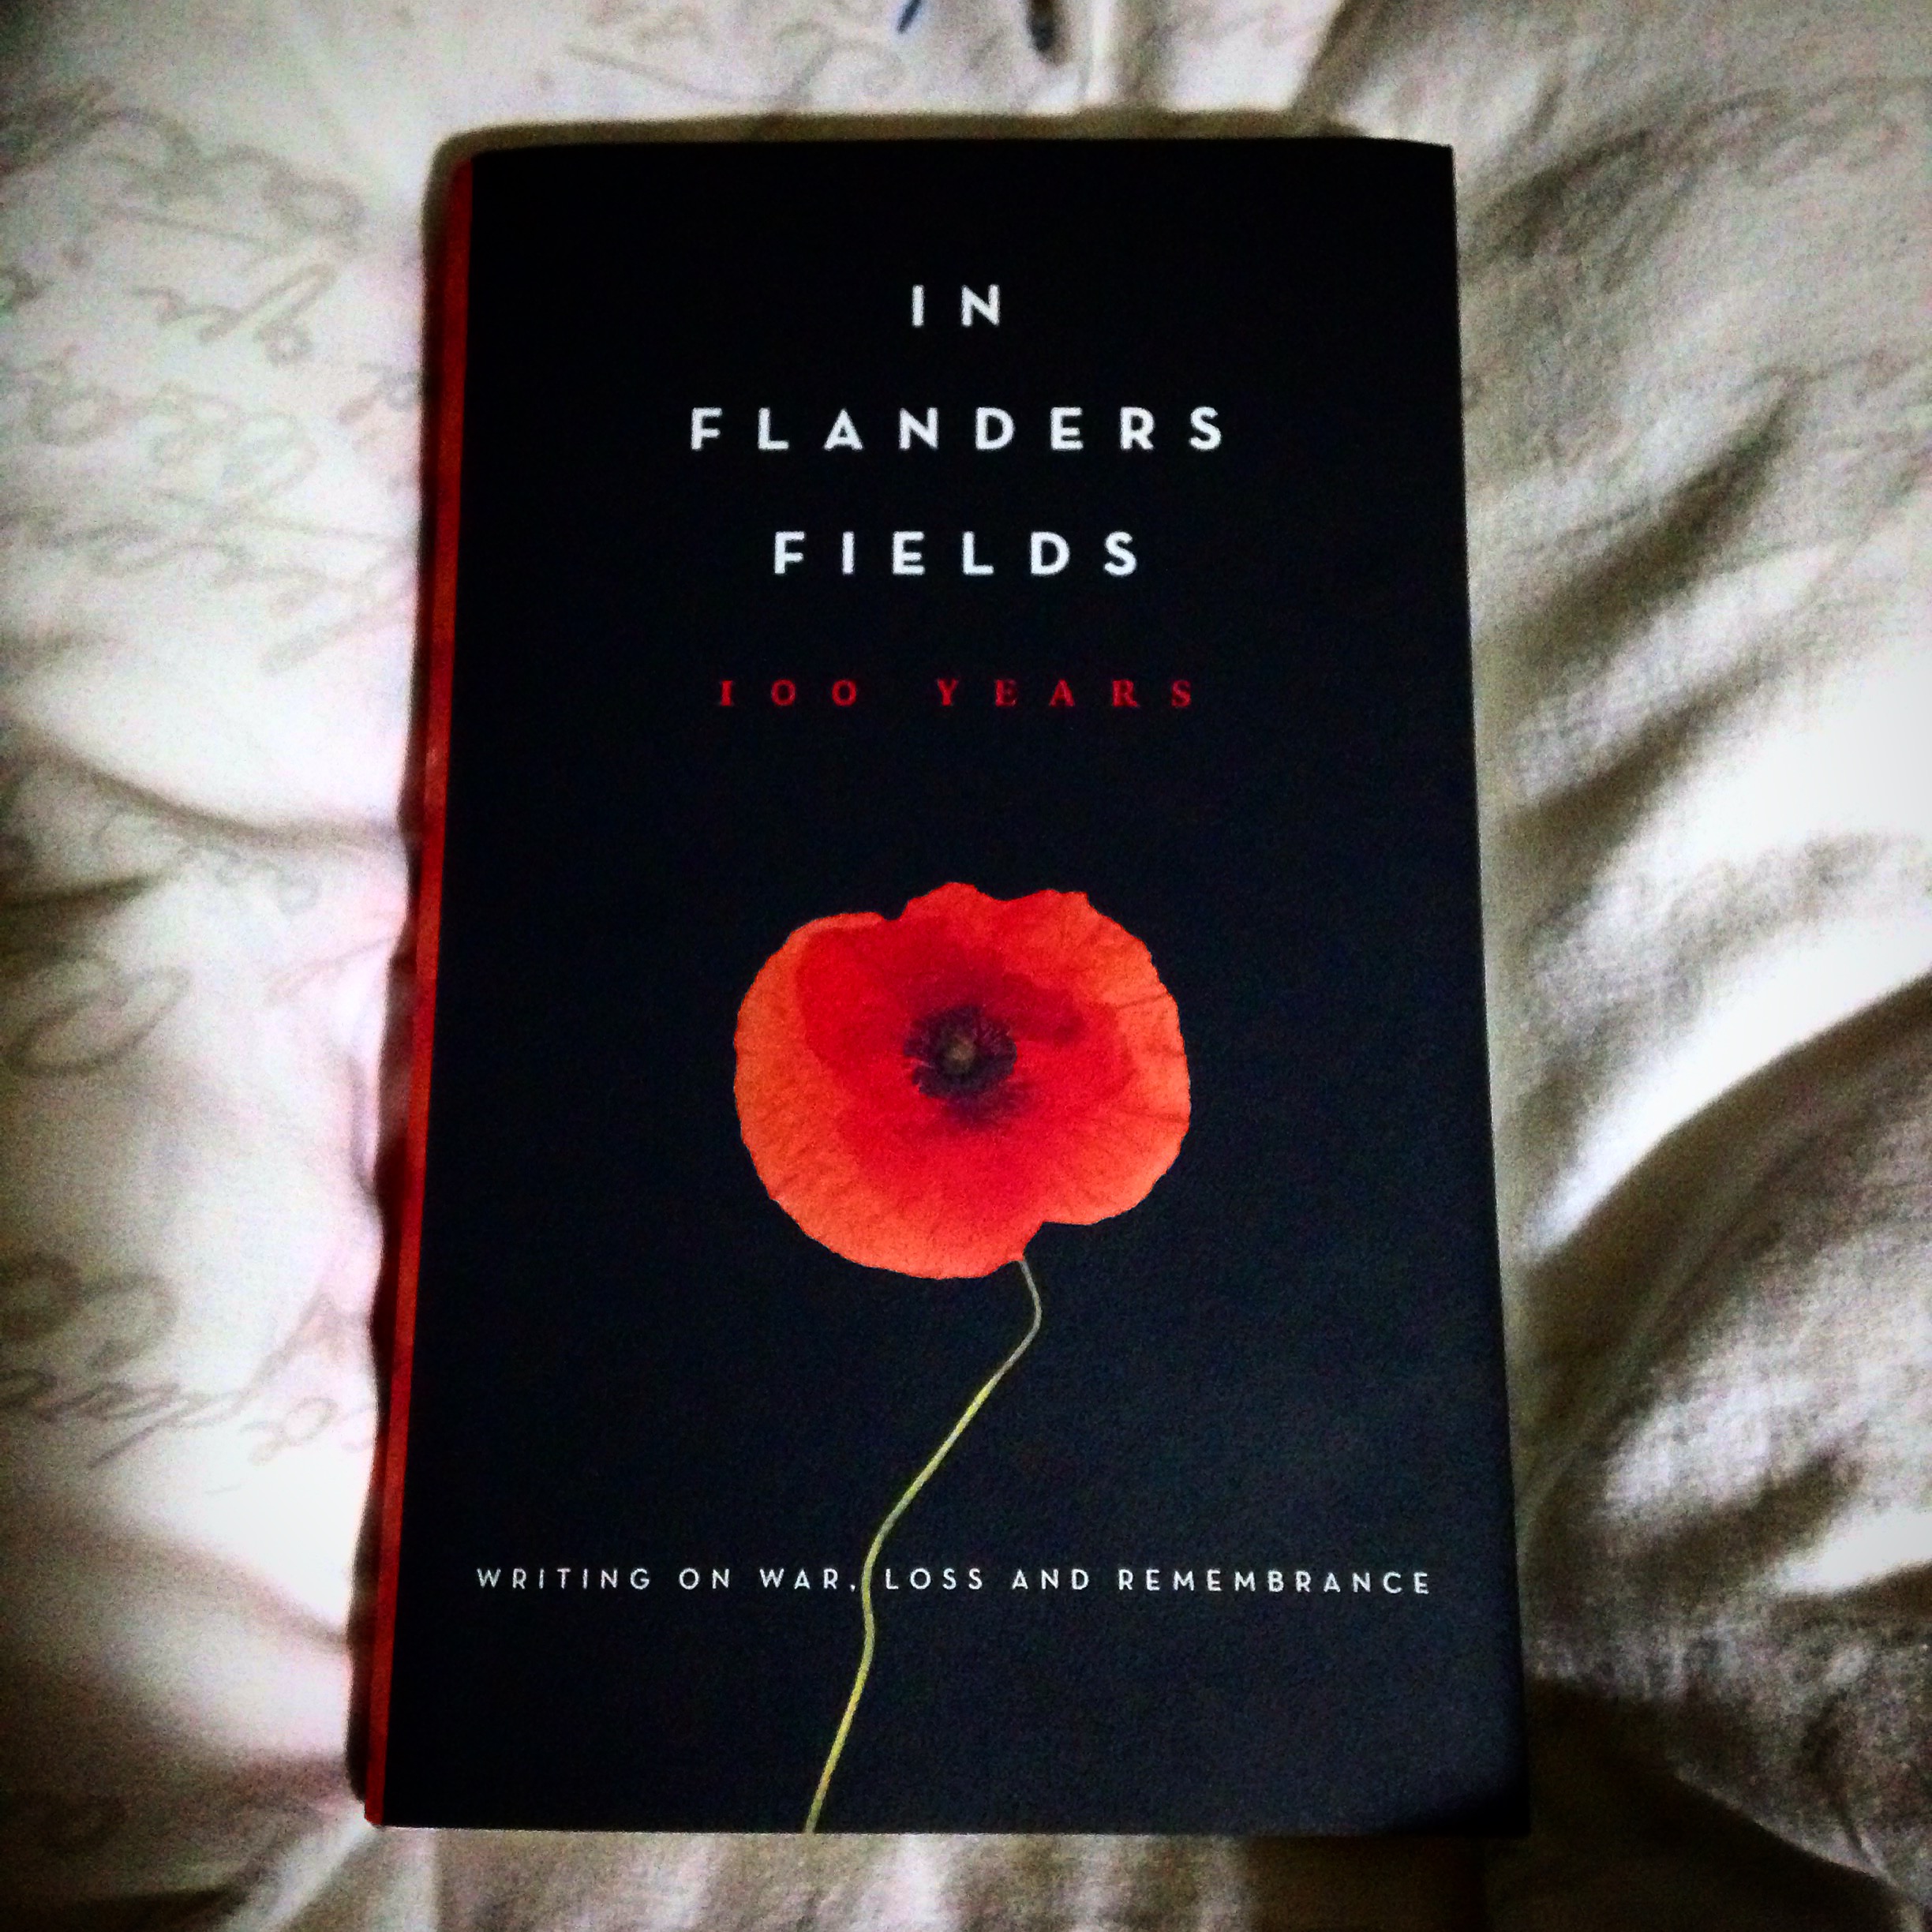 IN
FLANDERS
FIELDS
100 YEARS
WRITING ON WAR, LOSS AND REMEMBRANCE